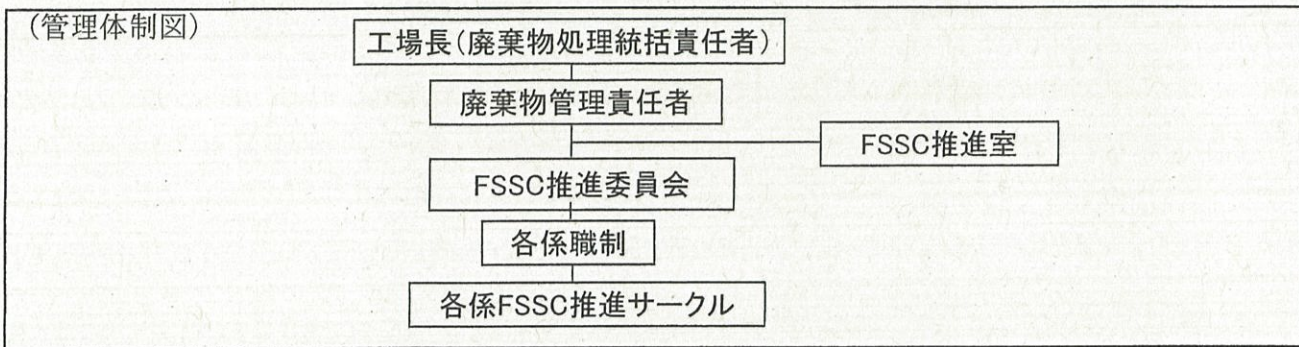 (管理体制図)
工場長(廃棄物処理統括責任者)
廃棄物管理責任者
FSSC推進室
FSSC推進委員会
各係職制
各係FSSC推進サークル